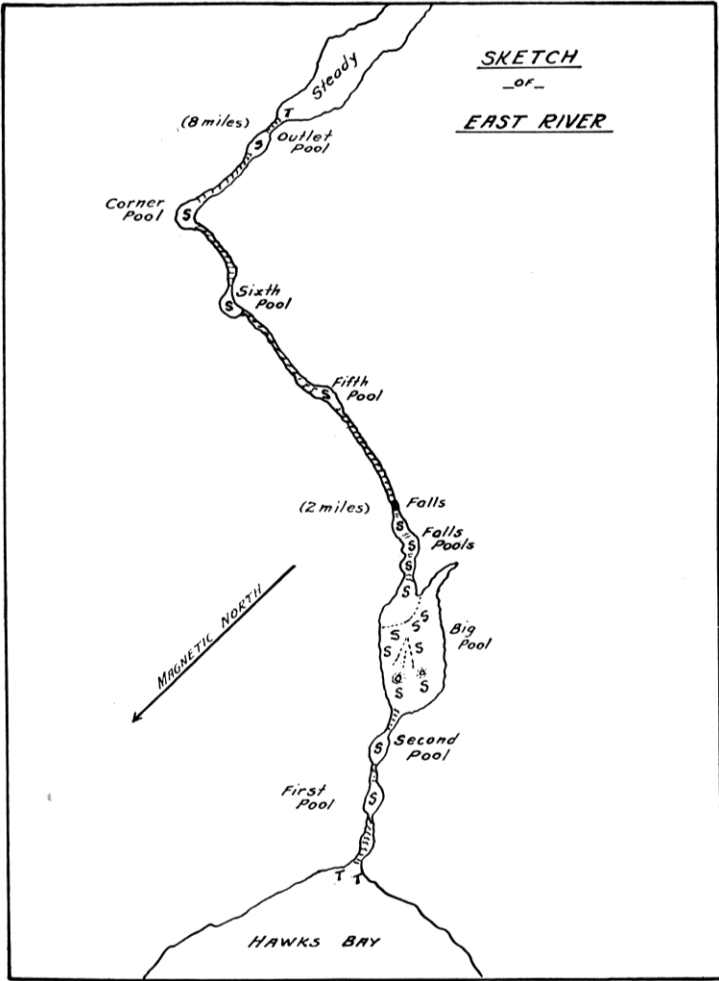 SKETCH
_OF_
EAST RIVER
Steady
T
(8 miles)
S
Outlet
Pool
Corner
Pool
S
Sixth
Pool
S
Fifth
Pool
S
(2 miles)
Falls
S
Falls
Pools
S
S
S
S
S
S
Big
Pool
S
S
S
S
MAGNETIC NORTH
Second
Pool
S
First
Pool
S
T
T
HAWKS BAY